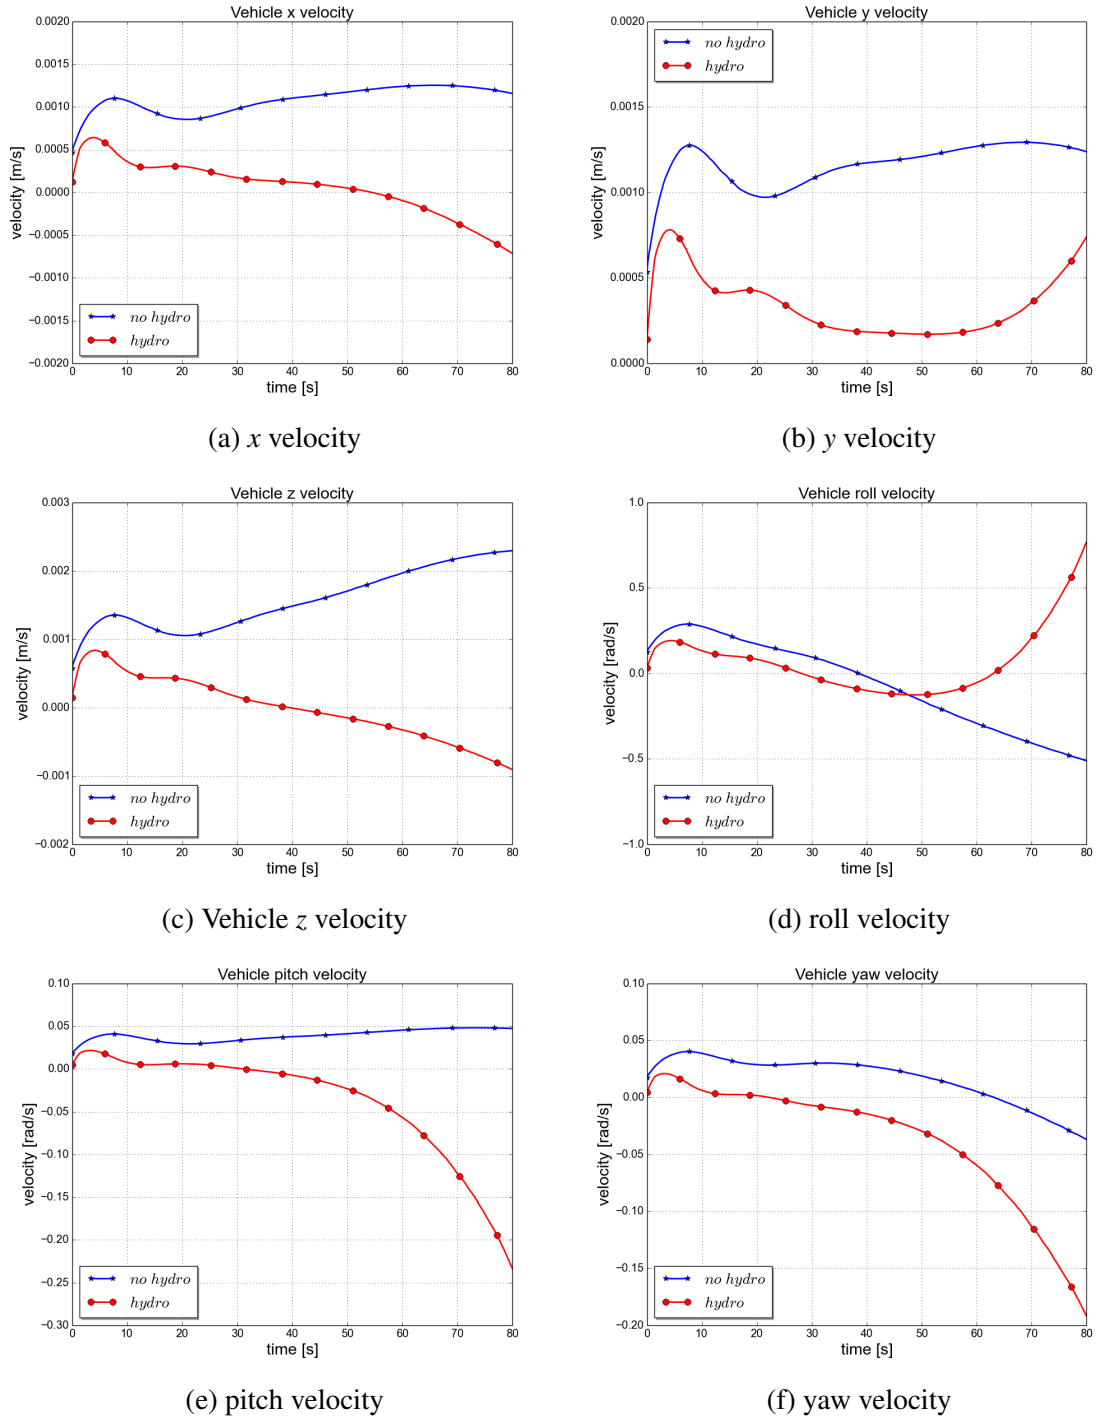 Vehicle x velocity
0.0020
0.0015
0.0010
0.0005
0.0000
−0.0005
−0.0010
−0.0015
−0.0020
velocity [m/s]
no hydro
hydro
0 10 20 30 40 50 60 70 80
time [s]
(a) x velocity
Vehicle y velocity
0.0020
0.0015
0.0010
0.0005
0.0000
velocity [m/s]
no hydro
hydro
0 10 20 30 40 50 60 70 80
time [s]
(b) y velocity
Vehicle z velocity
0.003
0.002
0.001
0.000
−0.001
−0.002
velocity [m/s]
no hydro
hydro
0 10 20 30 40 50 60 70 80
time [s]
(c) Vehicle z velocity
Vehicle roll velocity
1.0
0.5
0.0
−0.5
−1.0
velocity [rad/s]
no hydro
hydro
0 10 20 30 40 50 60 70 80
time [s]
(d) roll velocity
Vehicle pitch velocity
0.10
0.05
0.00
−0.05
−0.10
−0.15
−0.20
−0.25
−0.30
velocity [rad/s]
no hydro
hydro
0 10 20 30 40 50 60 70 80
time [s]
(e) pitch velocity
Vehicle yaw velocity
0.10
0.05
0.00
−0.05
−0.10
−0.15
−0.20
velocity [rad/s]
no hydro
hydro
0 10 20 30 40 50 60 70 80
time [s]
(f) yaw velocity